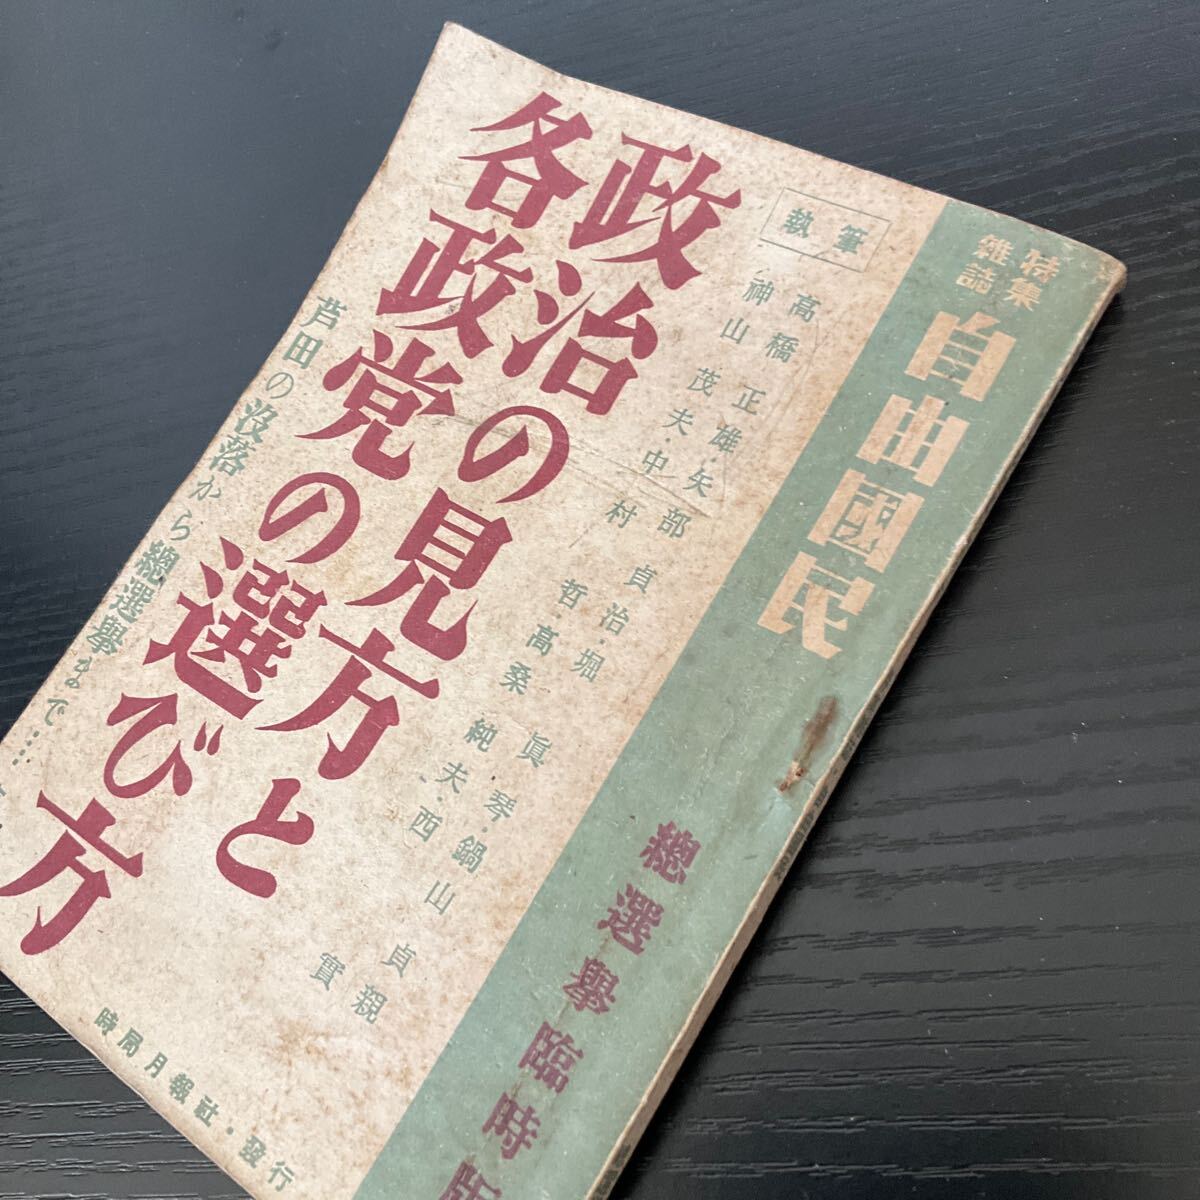 特集
雑誌
自由國民
總選擧臨時版
執筆
高橋正雄・矢部貞治・堀眞琴・鍋山貞親
神山茂夫・中村哲・高桑純夫・西實
政治の見方と
各政党の選び方
芦田の没落から總選擧まで……
時局月報社・發行